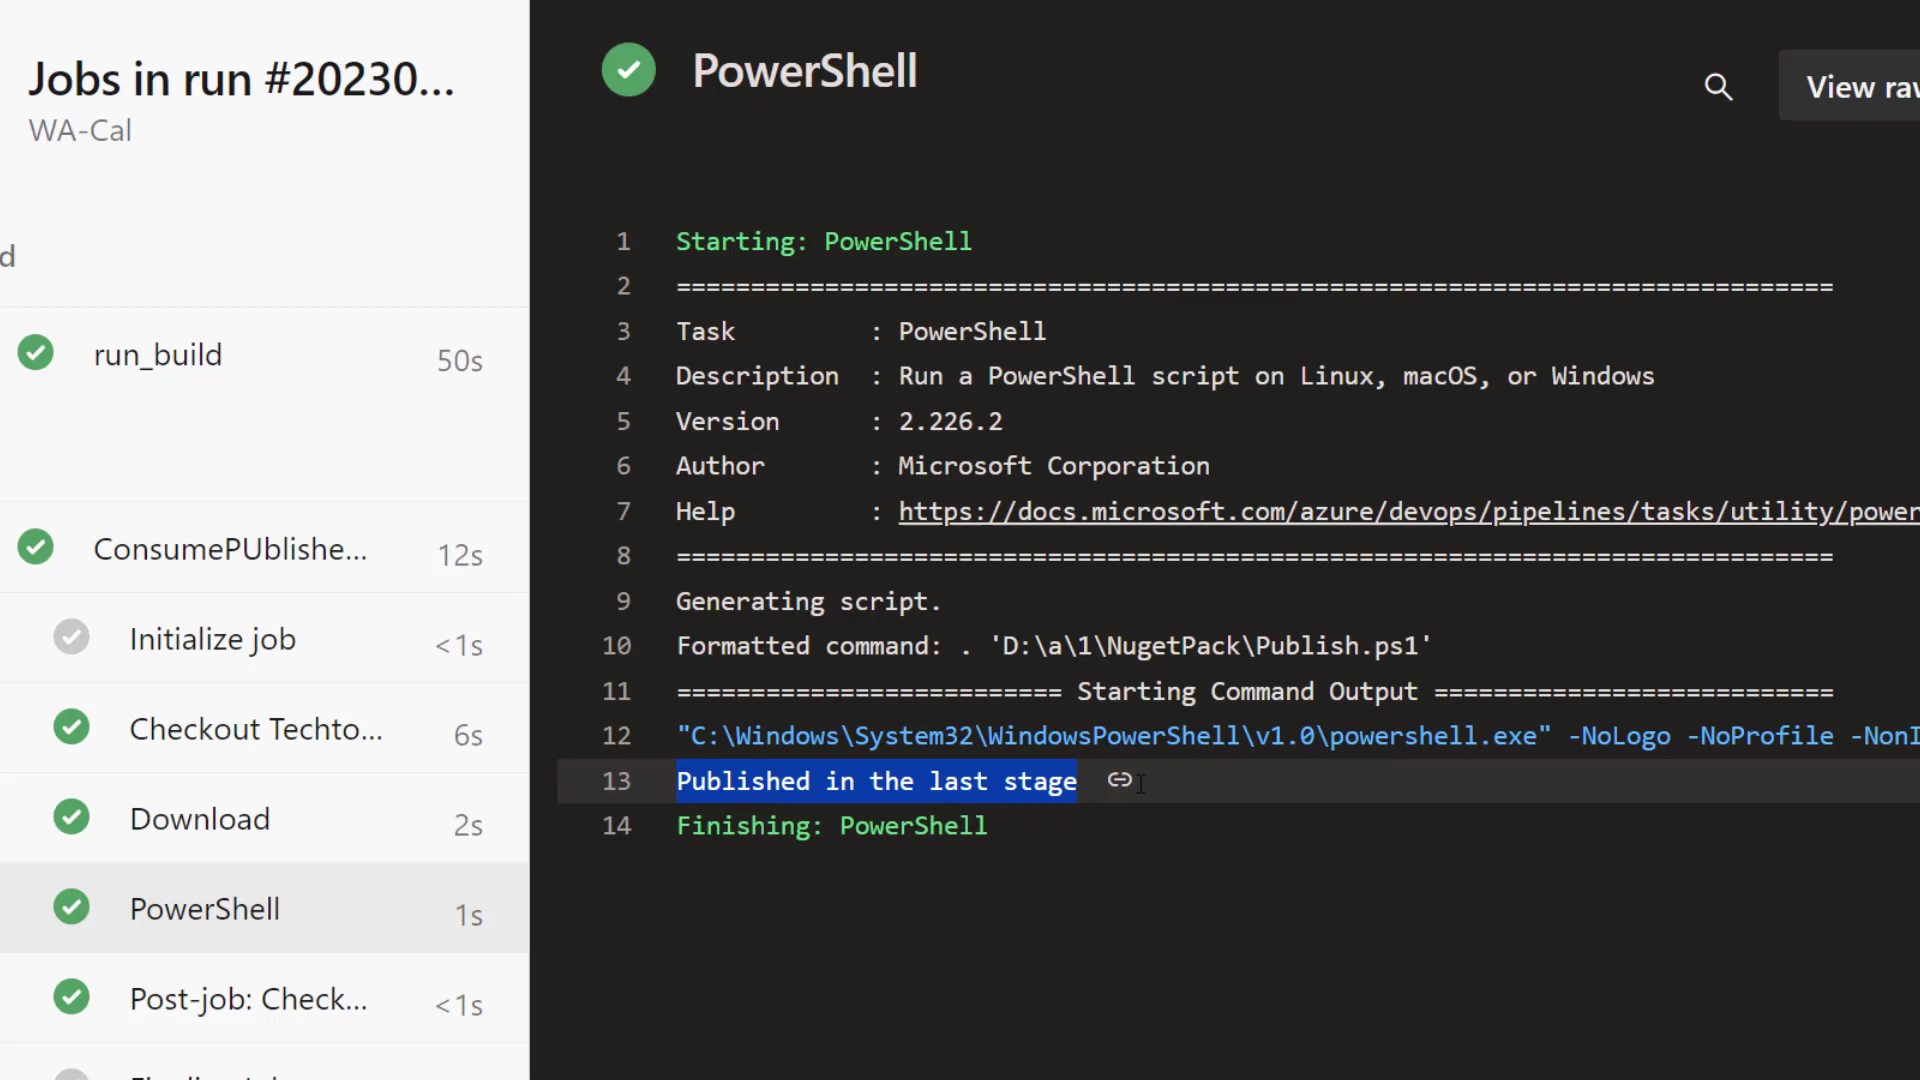 Jobs in run #20230...
WA-Cal
d
run_build 50s
ConsumePUblishe... 12s
Initialize job <1s
Checkout Techto... 6s
Download 2s
PowerShell 1s
Post-job: Check... <1s
PowerShell
View raw
1 Starting: PowerShell
2 ==============================================================================
3 Task : PowerShell
4 Description : Run a PowerShell script on Linux, macOS, or Windows
5 Version : 2.226.2
6 Author : Microsoft Corporation
7 Help : https://docs.microsoft.com/azure/devops/pipelines/tasks/utility/power
8 ==============================================================================
9 Generating script.
10 Formatted command: . 'D:\a\1\NugetPack\Publish.ps1'
11 ========================== Starting Command Output ===========================
12 "C:\Windows\System32\WindowsPowerShell\v1.0\powershell.exe" -NoLogo -NoProfile -NonI
13 Published in the last stage
14 Finishing: PowerShell